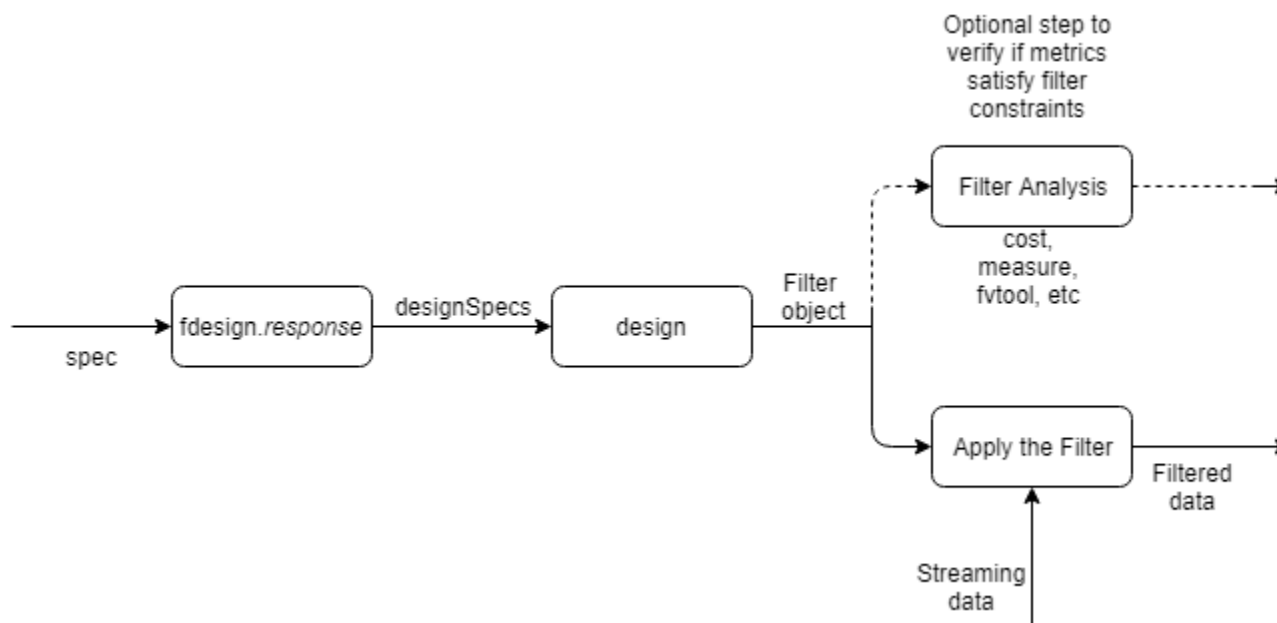 Optional step to
verify if metrics
satisfy filter
constraints
Filter Analysis
cost,
measure,
fvtool, etc
spec
fdesign.response
designSpecs
design
Filter
object
Apply the Filter
Filtered
data
Streaming
data